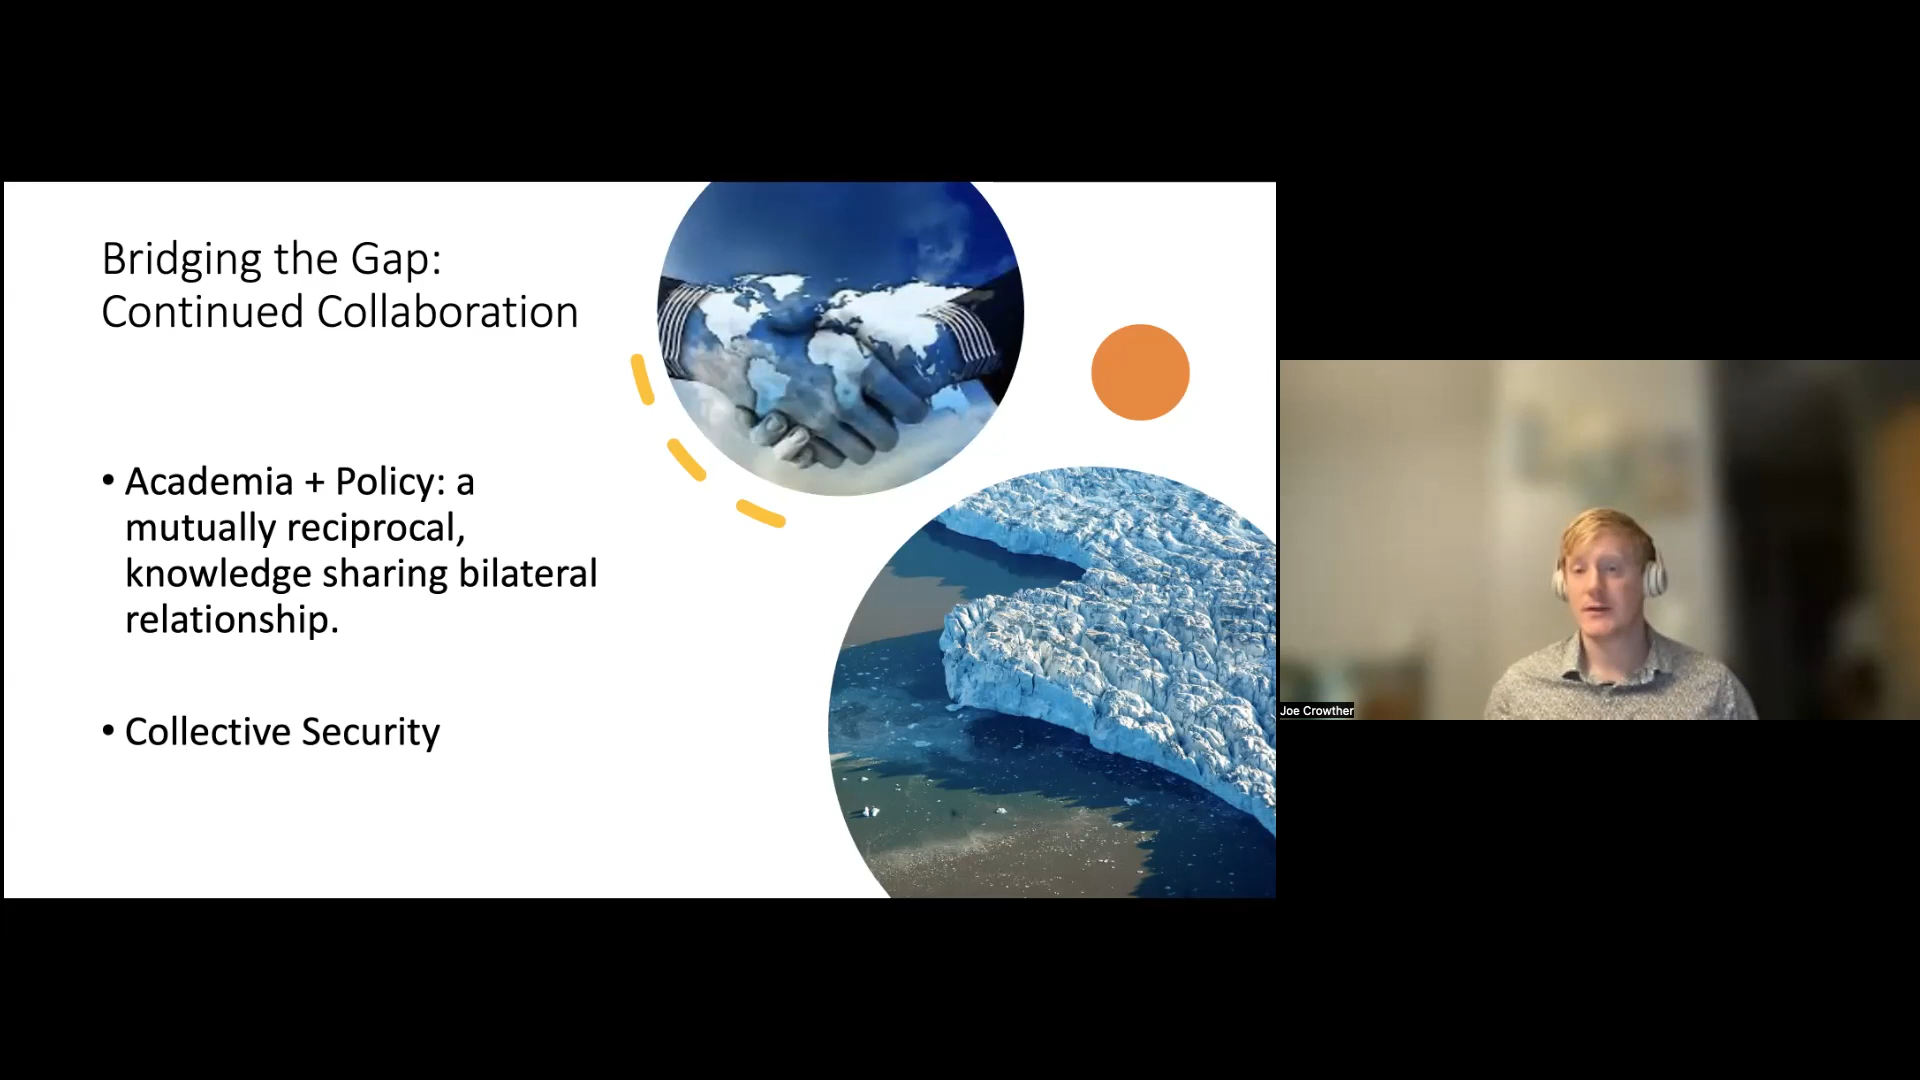 Bridging the Gap:
Continued Collaboration
• Academia + Policy: a
mutually reciprocal,
knowledge sharing bilateral
relationship.
• Collective Security
Joe Crowther